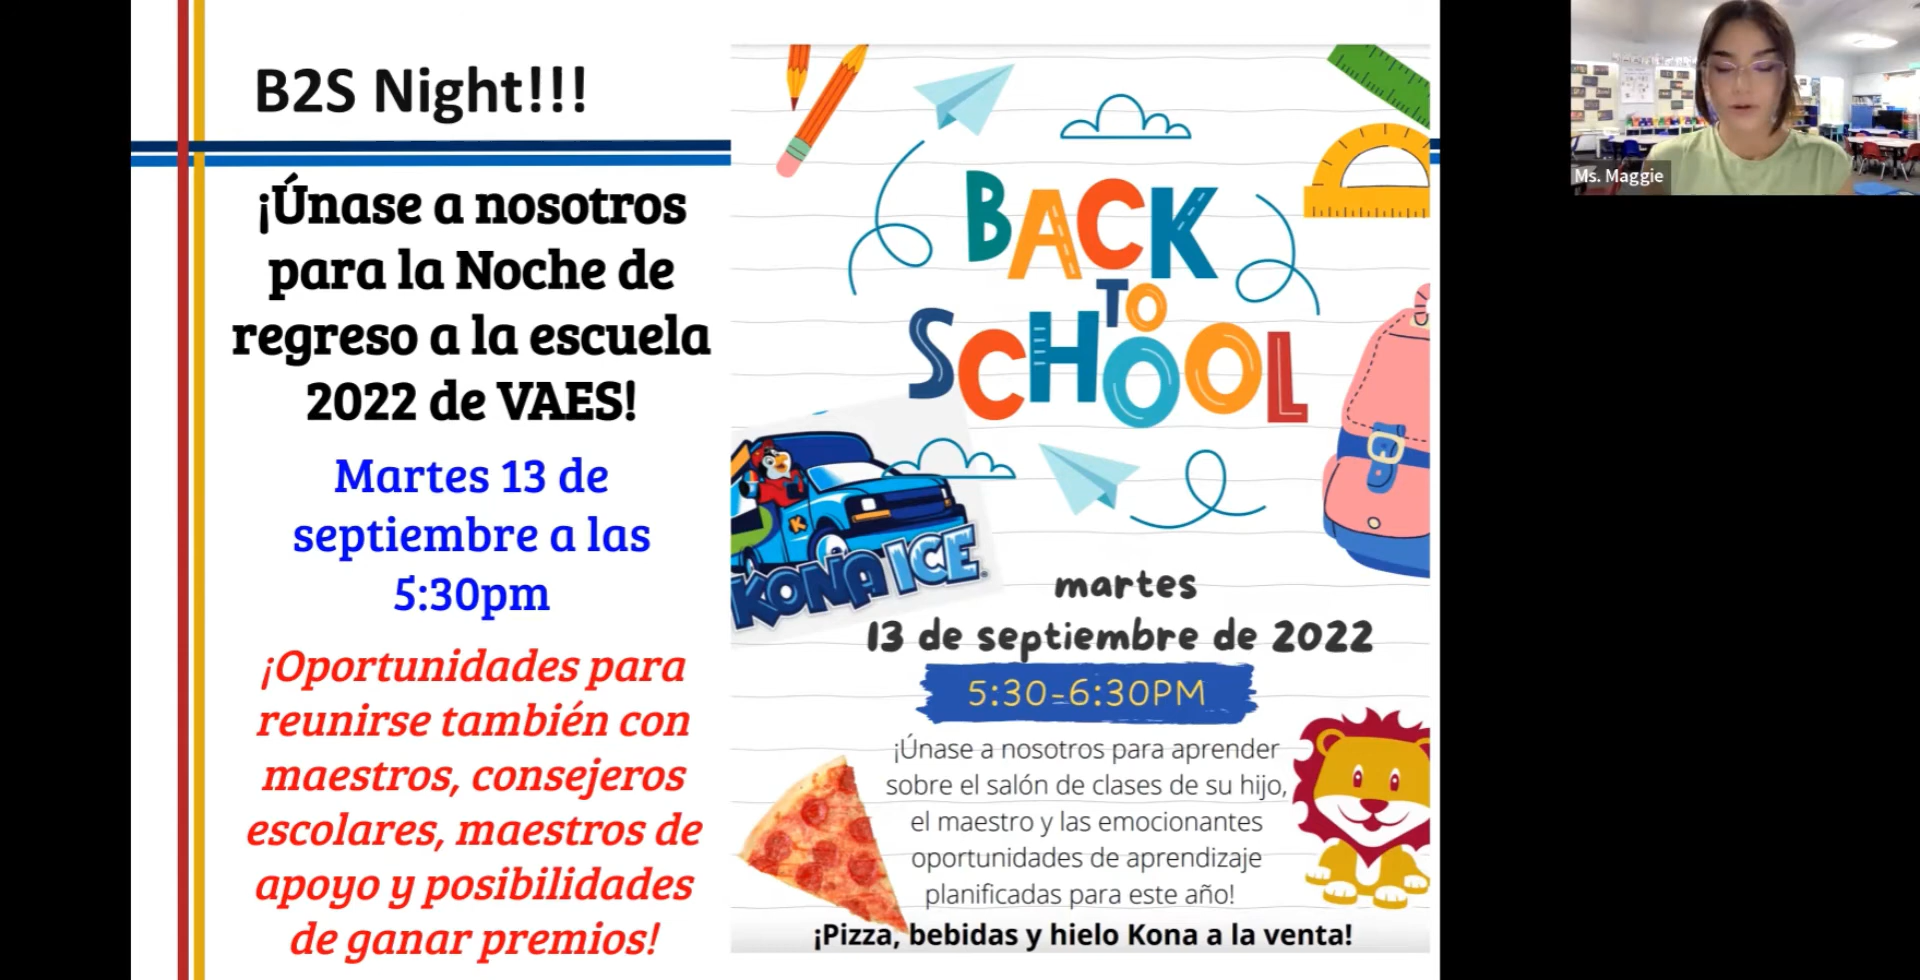 B2S Night!!!
¡Únase a nosotros
para la Noche de
regreso a la escuela
2022 de VAES!
Martes 13 de
septiembre a las
5:30pm
¡Oportunidades para
reunirse también con
maestros, consejeros
escolares, maestros de
apoyo y posibilidades
de ganar premios!
BACK
TO
SCHOOL
K
KONA ICE
martes
13 de septiembre de 2022
5:30-6:30PM
¡Únase a nosotros para aprender
sobre el salón de clases de su hijo,
el maestro y las emocionantes
oportunidades de aprendizaje
planificadas para este año!
¡Pizza, bebidas y hielo Kona a la venta!
Ms. Maggie